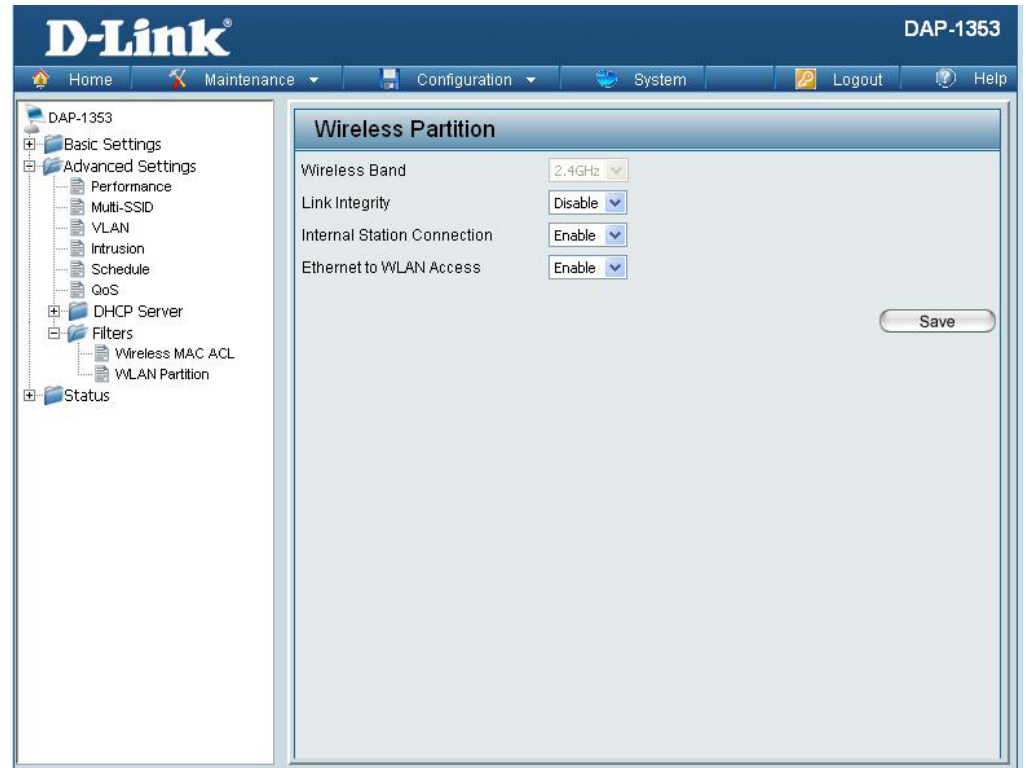 D-Link®
DAP-1353
Home Maintenance Configuration System Logout Help
DAP-1353
Basic Settings
Advanced Settings
Performance
Multi-SSID
VLAN
Intrusion
Schedule
QoS
DHCP Server
Filters
Wireless MAC ACL
WLAN Partition
Status
Wireless Partition
Wireless Band 2.4GHz
Link Integrity Disable
Internal Station Connection Enable
Ethernet to WLAN Access Enable
Save